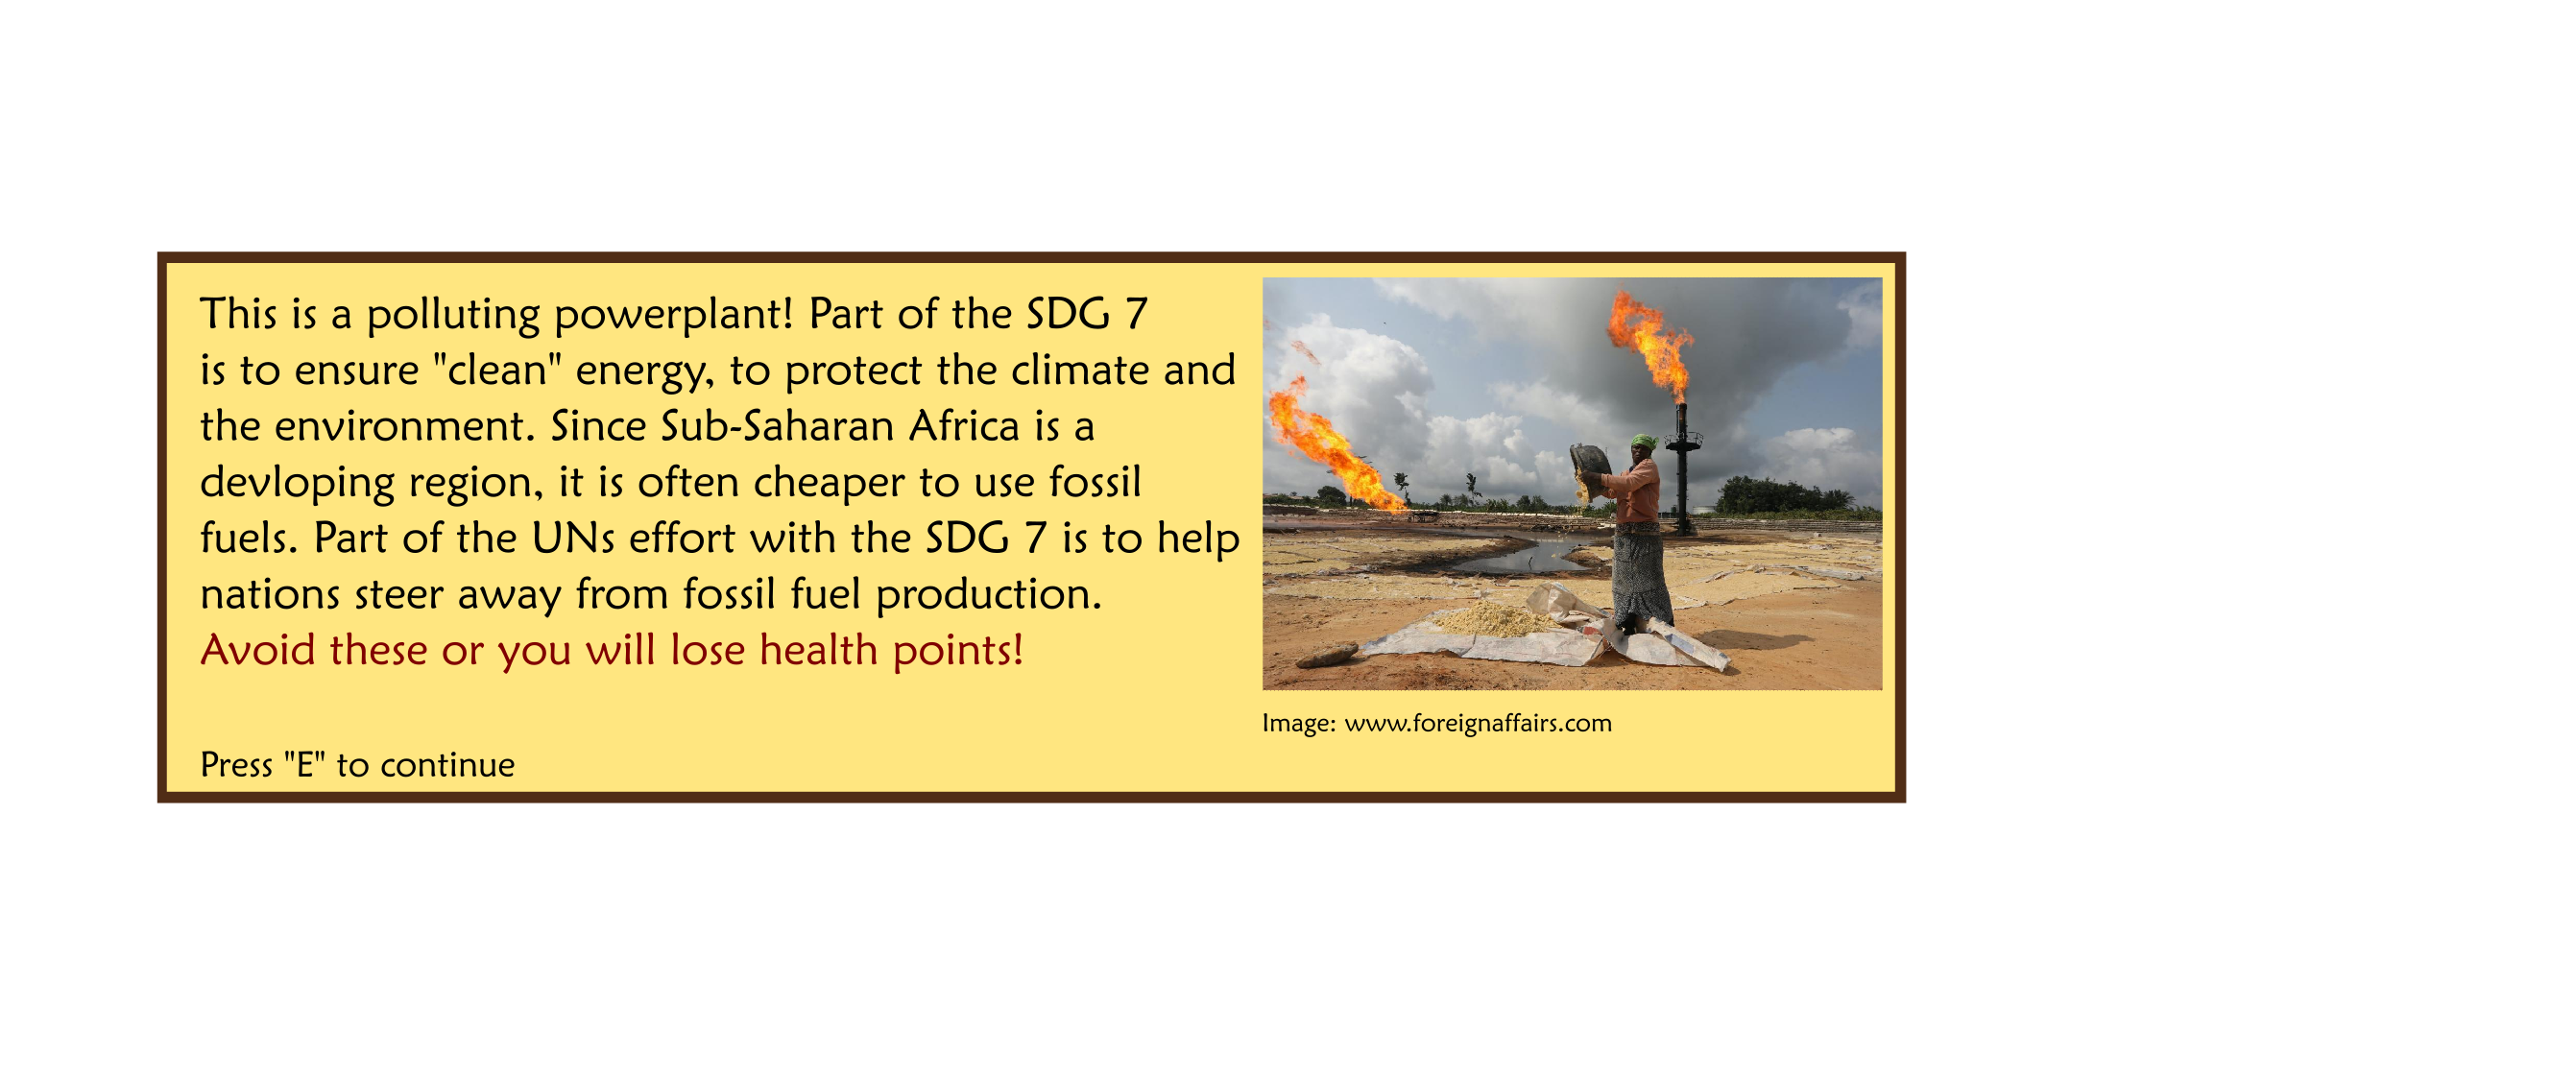 This is a polluting powerplant! Part of the SDG 7
is to ensure "clean" energy, to protect the climate and
the environment. Since Sub-Saharan Africa is a
devloping region, it is often cheaper to use fossil
fuels. Part of the UNs effort with the SDG 7 is to help
nations steer away from fossil fuel production.
Avoid these or you will lose health points!
Press "E" to continue
Image: www.foreignaffairs.com